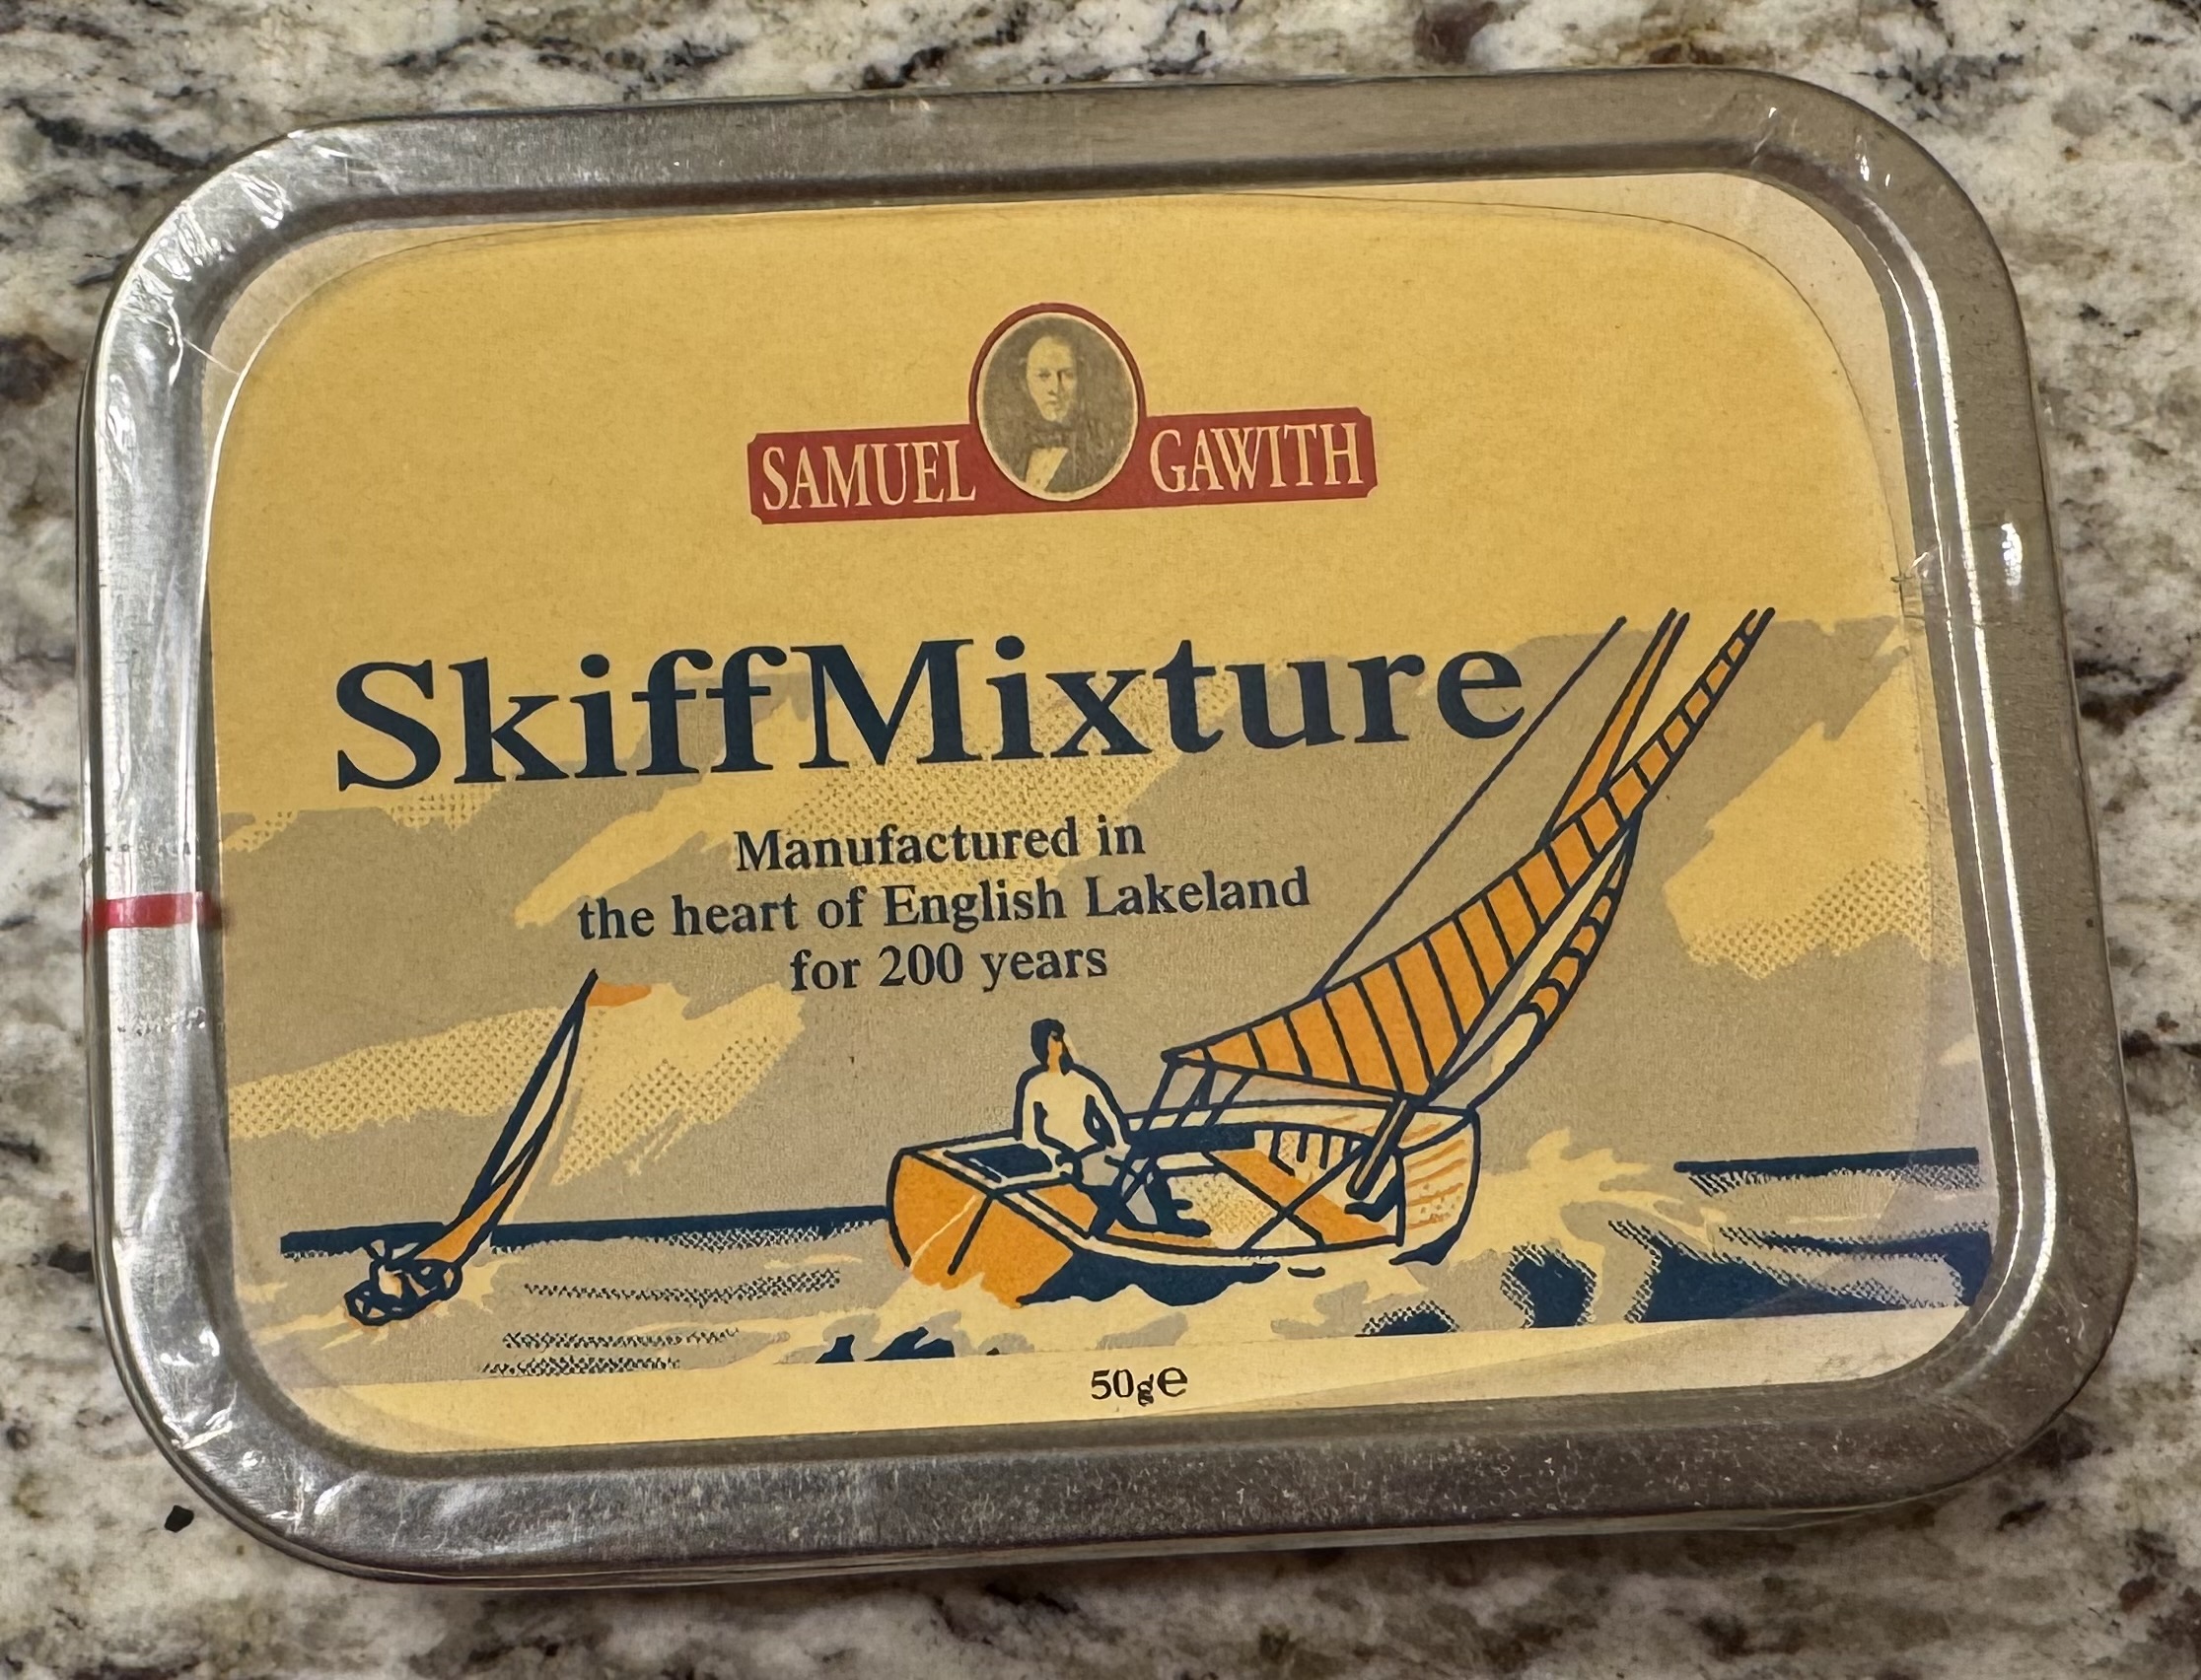 SAMUEL GAWITH
SkiffMixture
Manufactured in
the heart of English Lakeland
for 200 years
50g℮